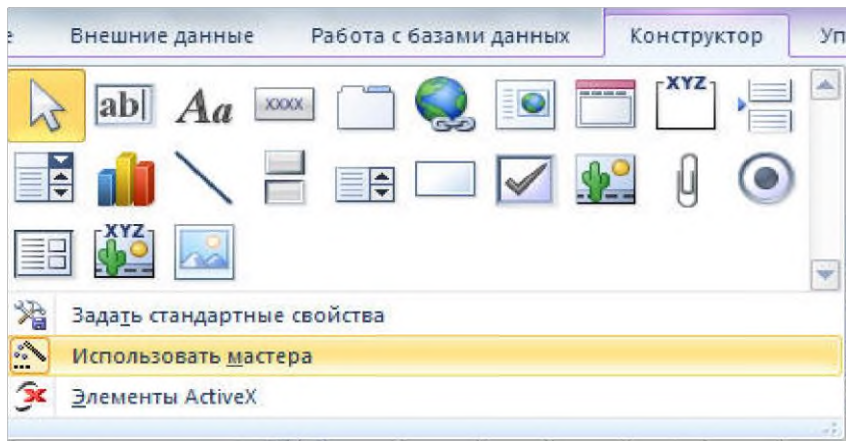 е Внешние данные Работа с базами данных Конструктор Уп
ab Aa XXXX XYZ
XYZ
Задать стандартные свойства
Использовать мастера
Элементы ActiveX